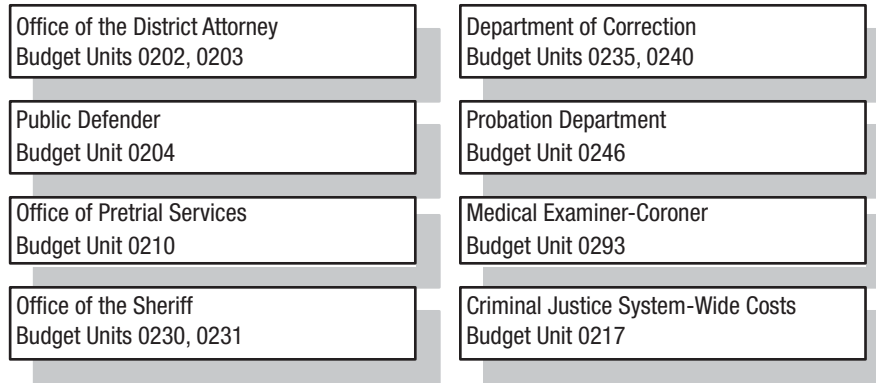 Office of the District Attorney
Budget Units 0202, 0203
Public Defender
Budget Unit 0204
Office of Pretrial Services
Budget Unit 0210
Office of the Sheriff
Budget Units 0230, 0231
Department of Correction
Budget Units 0235, 0240
Probation Department
Budget Unit 0246
Medical Examiner-Coroner
Budget Unit 0293
Criminal Justice System-Wide Costs
Budget Unit 0217